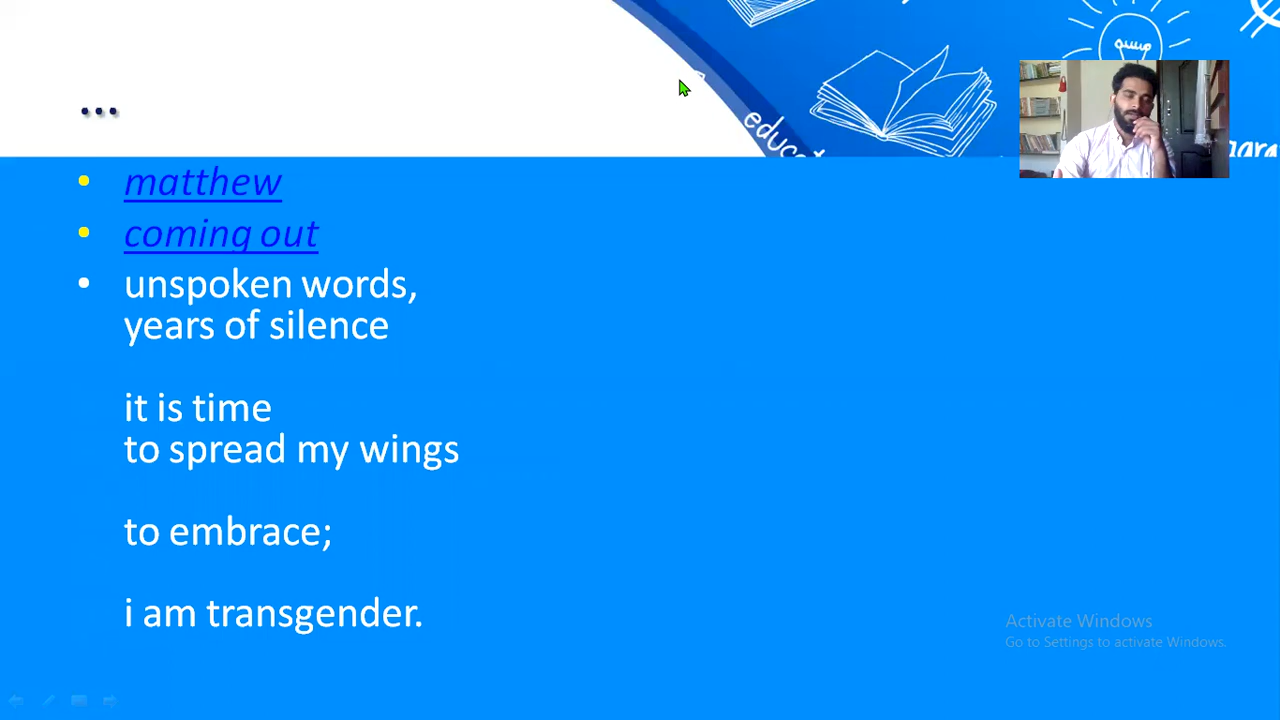 ...
educat
matthew
coming out
unspoken words,
years of silence
it is time
to spread my wings
to embrace;
i am transgender.
Activate Windows
Go to Settings to activate Windows.